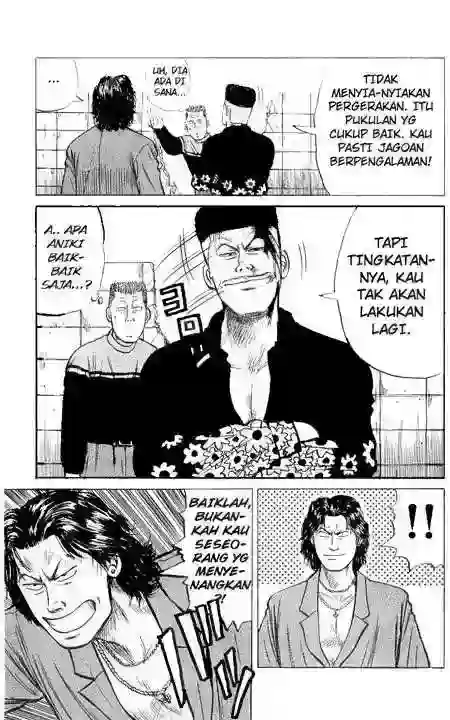 TIDAK
MENYIA-NYIAKAN
PERGERAKAN. ITU
PUKULAN YG
CUKUP BAIK. KAU
PASTI JAGOAN
BERPENGALAMAN!
UH, DIA
ADA DI
SANA...
...
TAPI
TINGKATAN-
NYA, KAU
TAK AKAN
LAKUKAN
LAGI.
A.. APA
ANIKI
BAIK-
BAIK
SAJA...?
!!
BAIKLAH,
BUKAN-
KAH KAU
SESEO-
RANG YG
MENYE-
NANGKAN
?!